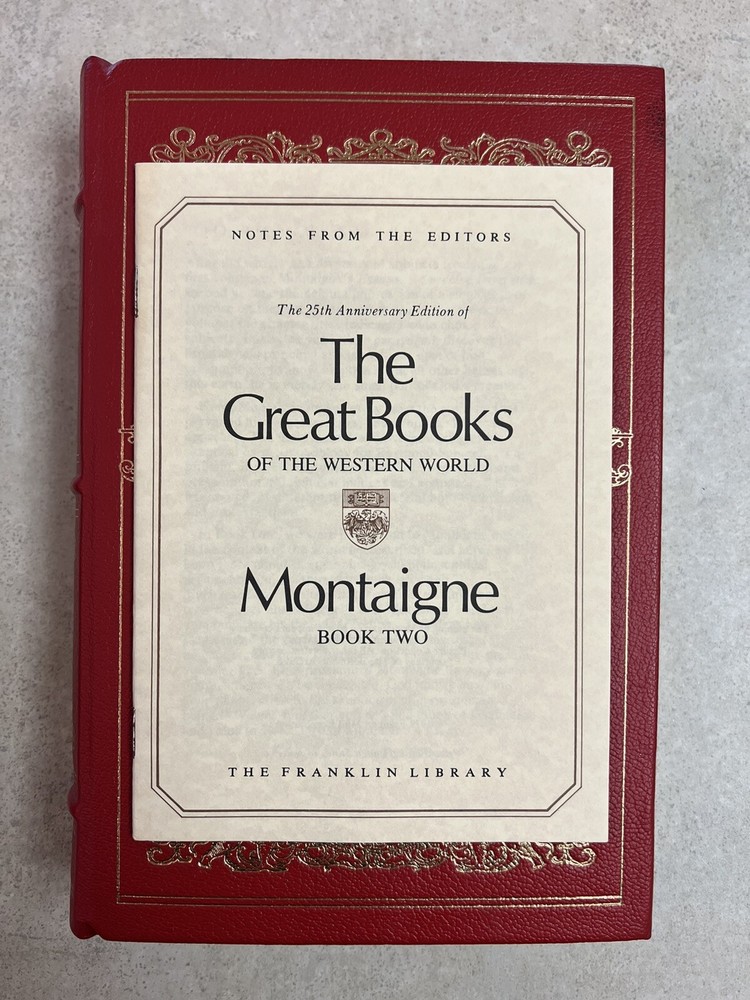 NOTES FROM THE EDITORS
The 25th Anniversary Edition of
The
Great Books
OF THE WESTERN WORLD
Montaigne
BOOK TWO
THE FRANKLIN LIBRARY